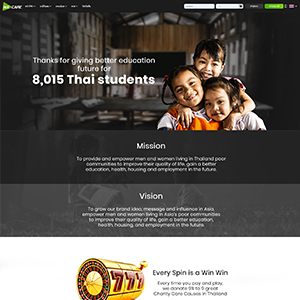 CARE
Thanks for giving better education
future for
8,015 Thai students
Mission
To provide and empower men and women living in Thailand poor
communities to improve their quality of life, gain a better
education, health, housing and employment in the future.
Vision
To grow our brand idea, message and influence in Asia,
empower men and women living in Asia's poor communities
to improve their quality of life, gain a better education,
health, housing, and employment in the future.
777
Every Spin is a Win Win
Every time you and play,
we donate 9% to 9 great
Charity Care Causes in Thailand